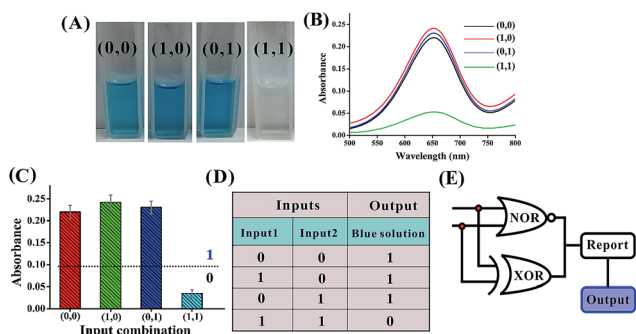 (A)
(0,0) (1,0) (0,1) (1,1)
(B)
Absorbance
0.25
0.20
0.15
0.10
0.05
0.00
500 550 600 650 700 750 800
Wavelength (nm)
(0,0)
(1,0)
(0,1)
(1,1)
(C)
Absorbance
0.25
0.20
0.15
0.10
0.05
0.00
1
0
(0,0) (1,0) (0,1) (1,1)
Input combination
(D)
Inputs Output
Input1 Input2 Blue solution
0 0 1
1 0 1
0 1 1
1 1 0
(E)
NOR
XOR
Report
Output